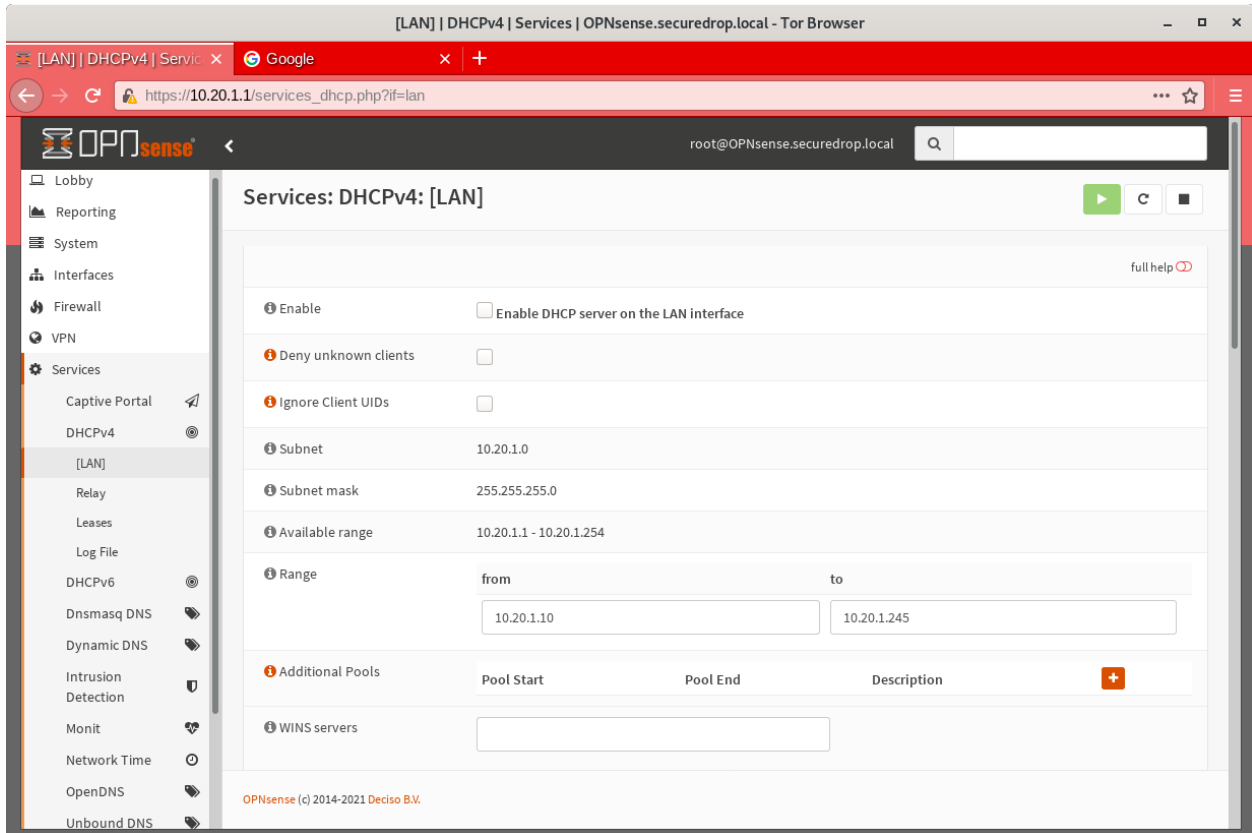 [LAN] | DHCPv4 | Services | OPNsense.securedrop.local - Tor Browser
[LAN] | DHCPv4 | Servic
Google
https://10.20.1.1/services_dhcp.php?if=lan
OPNsense
root@OPNsense.securedrop.local
Lobby
Reporting
System
Interfaces
Firewall
VPN
Services
Captive Portal
DHCPv4
[LAN]
Relay
Leases
Log File
DHCPv6
Dnsmasq DNS
Dynamic DNS
Intrusion
Detection
Monit
Network Time
OpenDNS
Unbound DNS
Services: DHCPv4: [LAN]
full help
Enable
Enable DHCP server on the LAN interface
Deny unknown clients
Ignore Client UIDs
Subnet 10.20.1.0
Subnet mask 255.255.255.0
Available range 10.20.1.1 - 10.20.1.254
Range
from to
10.20.1.10 10.20.1.245
Additional Pools
Pool Start Pool End Description
WINS servers
OPNsense (c) 2014-2021 Deciso B.V.